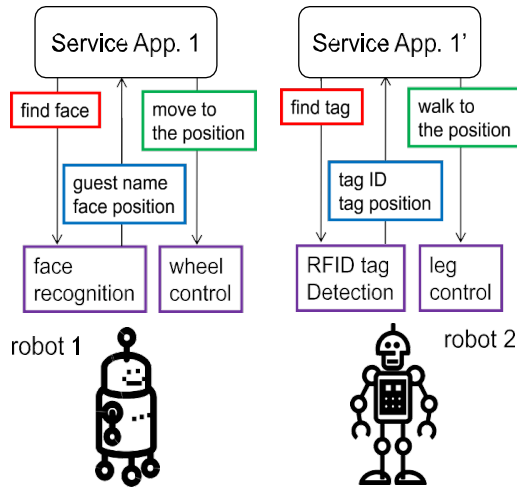 Service App. 1
find face
move to
the position
guest name
face position
face
recognition
wheel
control
robot 1
Service App. 1’
find tag
walk to
the position
tag ID
tag position
RFID tag
Detection
leg
control
robot 2